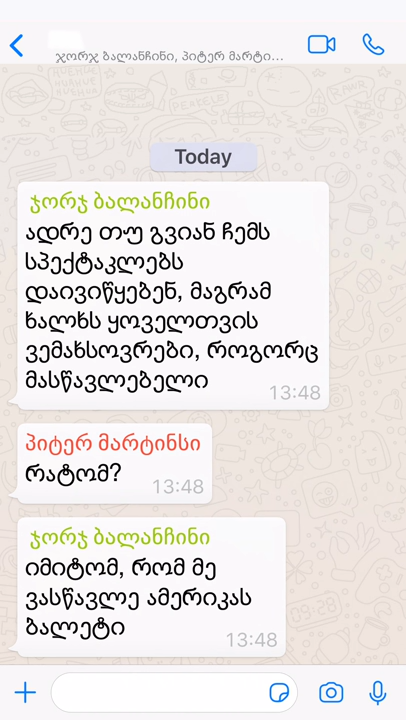 ჯორჯ ბალანჩინი, პიტერ მარტი...
Today
ჯორჯ ბალანჩინი
ადრე თუ გვიან ჩემს
სპექტაკლებს
დაივიწყებენ, მაგრამ
ხალხს ყოველთვის
ვემახსოვრები, როგორც
მასწავლებელი
13:48
პიტერ მარტინსი
რატომ?
13:48
ჯორჯ ბალანჩინი
იმიტომ, რომ მე
ვასწავლე ამერიკას
ბალეტი
13:48